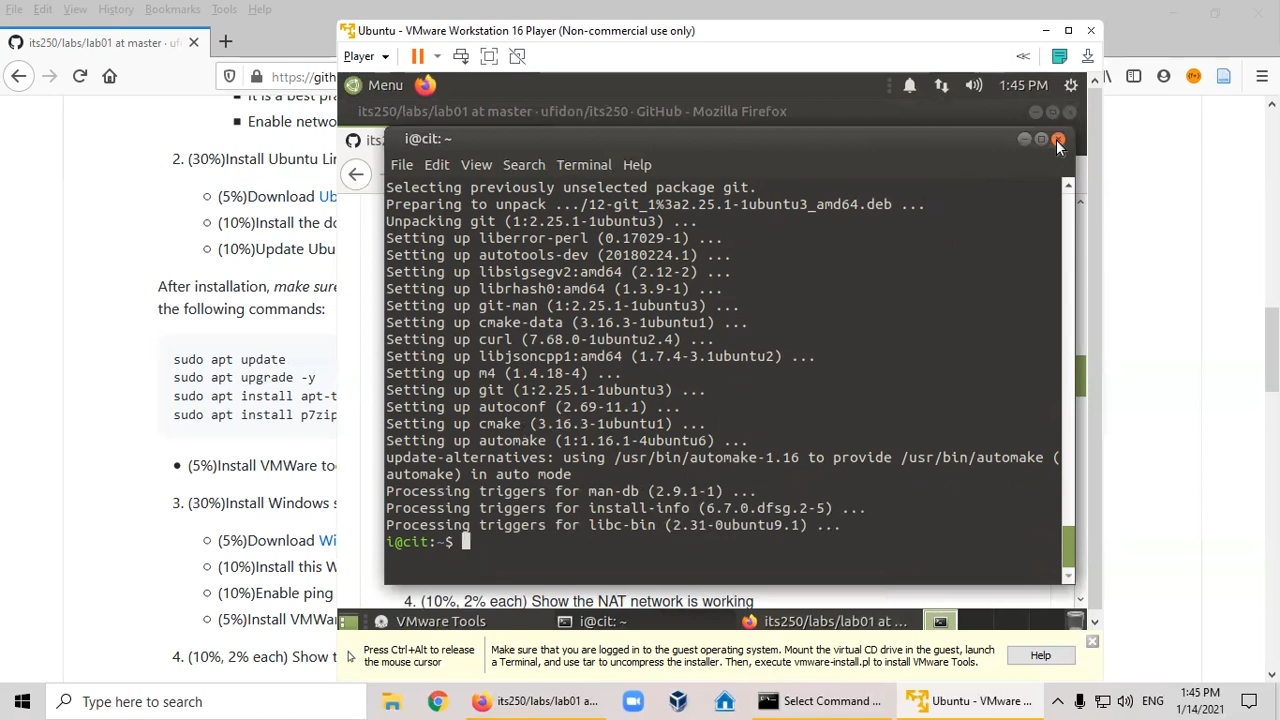 File Edit View History Bookmarks Tools Help
its250/labs/lab01 at master · ufi
https://gith
It is a best pra
Enable netwo
2. (30%)Install Ubuntu Lin
(5%)Download Ub
(10%)Install the do
(10%)Update Ubu
After installation, make sure
the following commands:
sudo apt update
sudo apt upgrade -y
sudo apt install apt-t
sudo apt install p7zip
(5%)Install VMWare too
3. (30%)Install Windows s
(5%)Download Wi
(10%)Install this W
(10%)Enable ping
(5%)Install VMWar
4. (10%, 2% each) Show t
Ubuntu - VMware Workstation 16 Player (Non-commercial use only)
Player
Menu
1:45 PM
its250/labs/lab01 at master · ufidon/its250 · GitHub - Mozilla Firefox
its
i@cit: ~
File Edit View Search Terminal Help
Selecting previously unselected package git.
Preparing to unpack .../12-git_1%3a2.25.1-1ubuntu3_amd64.deb ...
Unpacking git (1:2.25.1-1ubuntu3) ...
Setting up liberror-perl (0.17029-1) ...
Setting up autotools-dev (20180224.1) ...
Setting up libsigsegv2:amd64 (2.12-2) ...
Setting up librhash0:amd64 (1.3.9-1) ...
Setting up git-man (1:2.25.1-1ubuntu3) ...
Setting up cmake-data (3.16.3-1ubuntu1) ...
Setting up curl (7.68.0-1ubuntu2.4) ...
Setting up libjsoncpp1:amd64 (1.7.4-3.1ubuntu2) ...
Setting up m4 (1.4.18-4) ...
Setting up git (1:2.25.1-1ubuntu3) ...
Setting up autoconf (2.69-11.1) ...
Setting up cmake (3.16.3-1ubuntu1) ...
Setting up automake (1:1.16.1-4ubuntu6) ...
update-alternatives: using /usr/bin/automake-1.16 to provide /usr/bin/automake (
automake) in auto mode
Processing triggers for man-db (2.9.1-1) ...
Processing triggers for install-info (6.7.0.dfsg.2-5) ...
Processing triggers for libc-bin (2.31-0ubuntu9.1) ...
i@cit:~$
4. (10%, 2% each) Show the NAT network is working
VMware Tools
i@cit: ~
its250/labs/lab01 at ...
Press Ctrl+Alt to release
the mouse cursor
Make sure that you are logged in to the guest operating system. Mount the virtual CD drive in the guest, launch
a Terminal, and use tar to uncompress the installer. Then, execute vmware-install.pl to install VMware Tools.
Help
Type here to search
its250/labs/lab01 a...
Select Command ...
Ubuntu - VMware ...
1:45 PM
1/14/2021